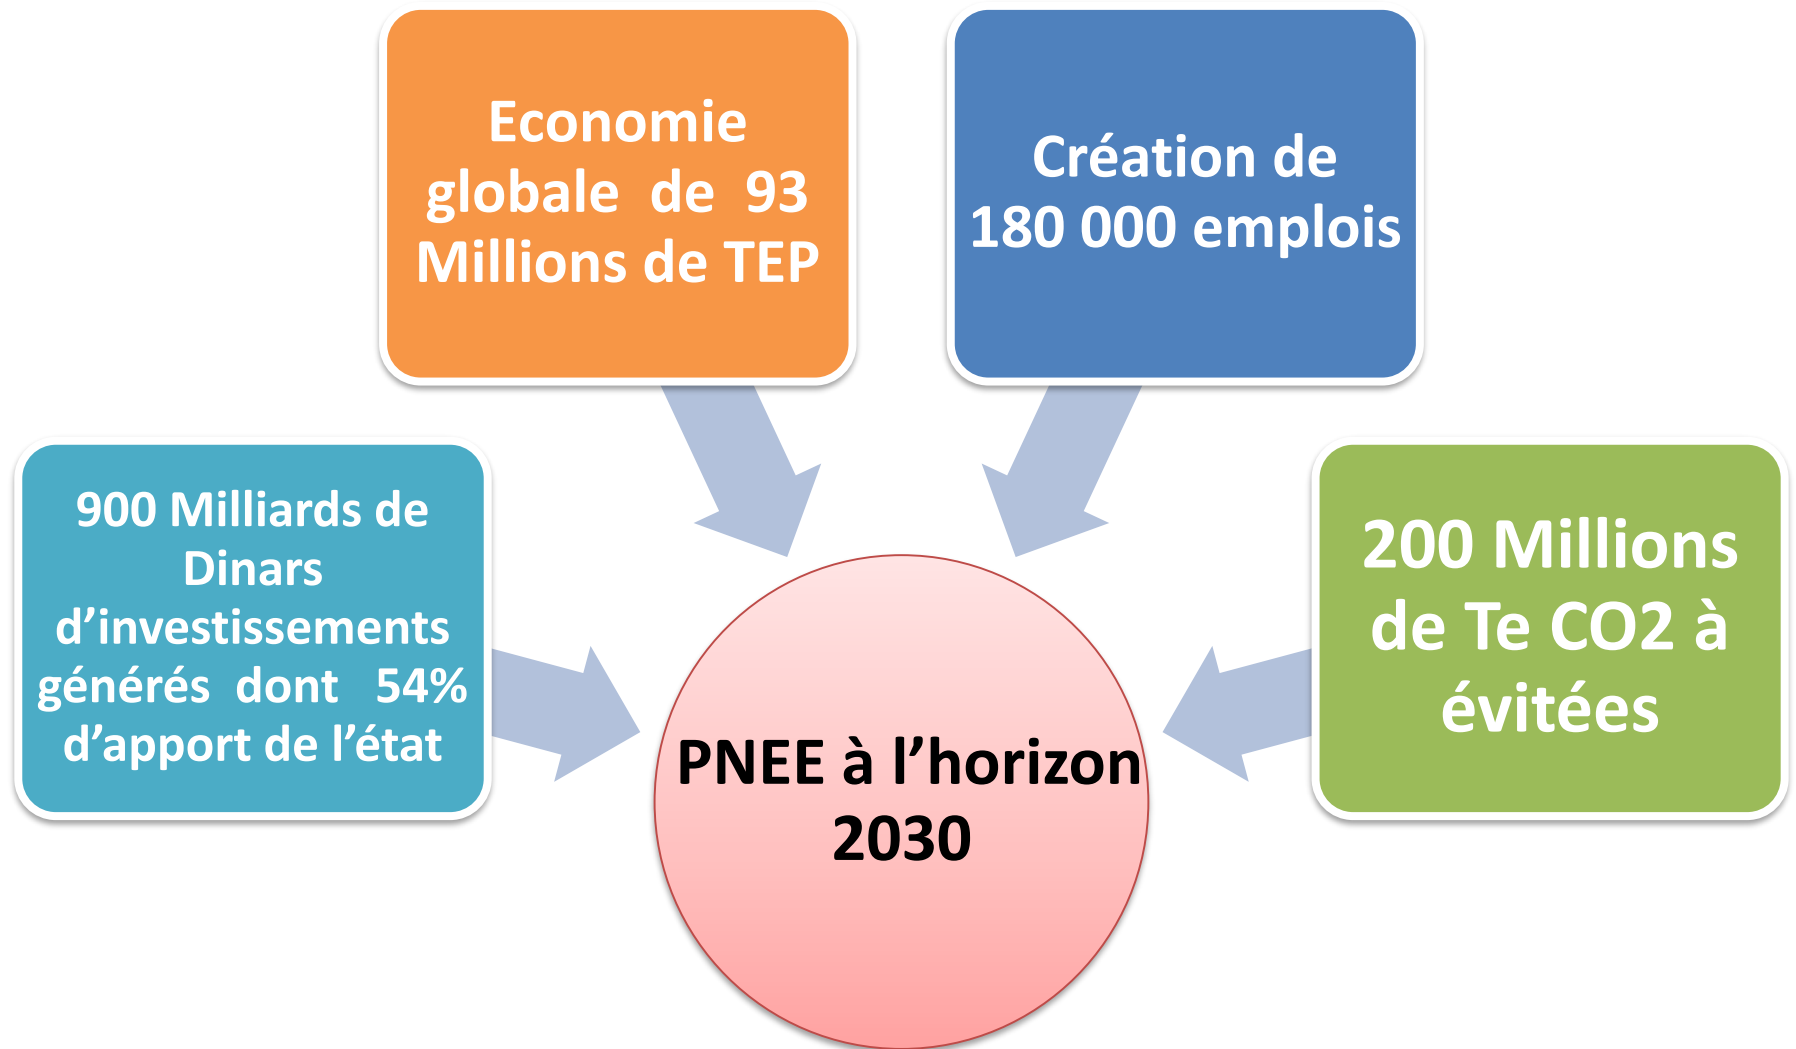 Economie
globale de 93
Millions de TEP
Création de
180 000 emplois
900 Milliards de
Dinars
d’investissements
générés dont 54%
d’apport de l’état
200 Millions
de Te CO2 à
évitées
PNEE à l’horizon
2030